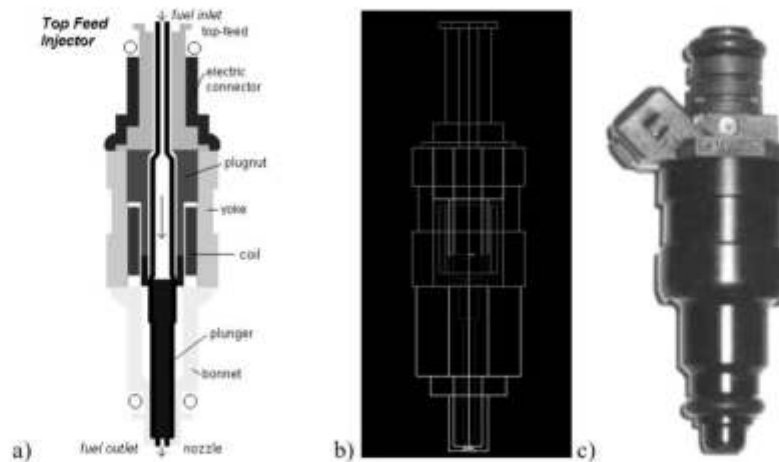 Top Feed
Injector
fuel inlet
top-feed
electric
connector
plugnut
yoke
coil
plunger
bonnet
fuel outlet
nozzle
a)
b)
c)